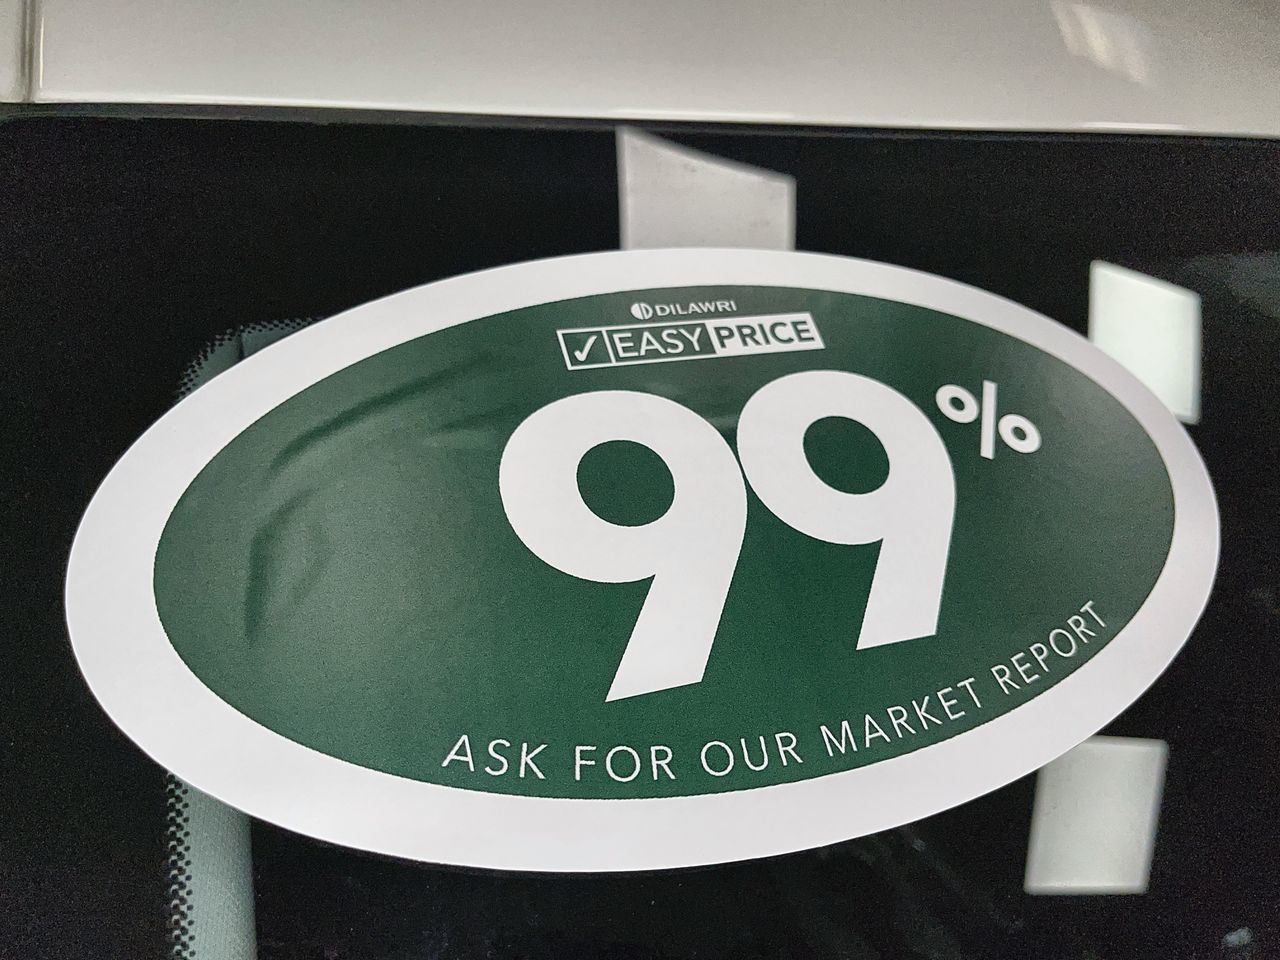 DILAWRI
✓ EASY PRICE
99%
ASK FOR OUR MARKET REPORT